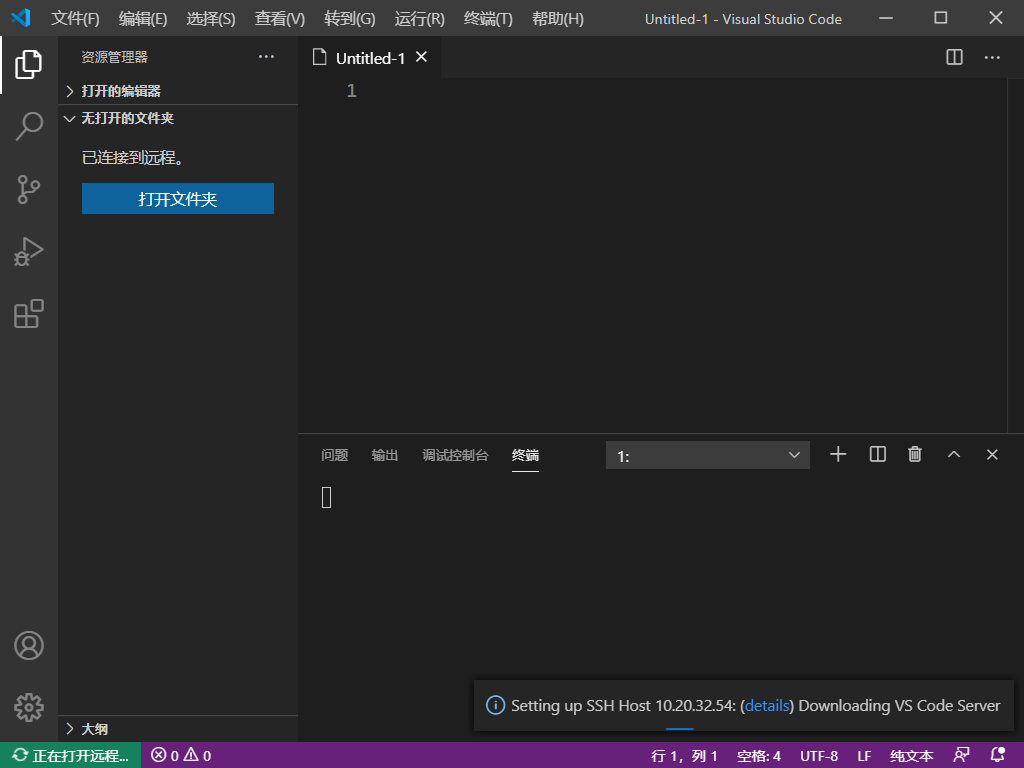 文件(F) 编辑(E) 选择(S) 查看(V) 转到(G) 运行(R) 终端(T) 帮助(H) Untitled-1 - Visual Studio Code
资源管理器
Untitled-1
打开的编辑器
1
无打开的文件夹
已连接到远程。
打开文件夹
问题 输出 调试控制台 终端 1:
Setting up SSH Host 10.20.32.54: (details) Downloading VS Code Server
大纲
正在打开远程... 0 0 行 1，列 1 空格: 4 UTF-8 LF 纯文本